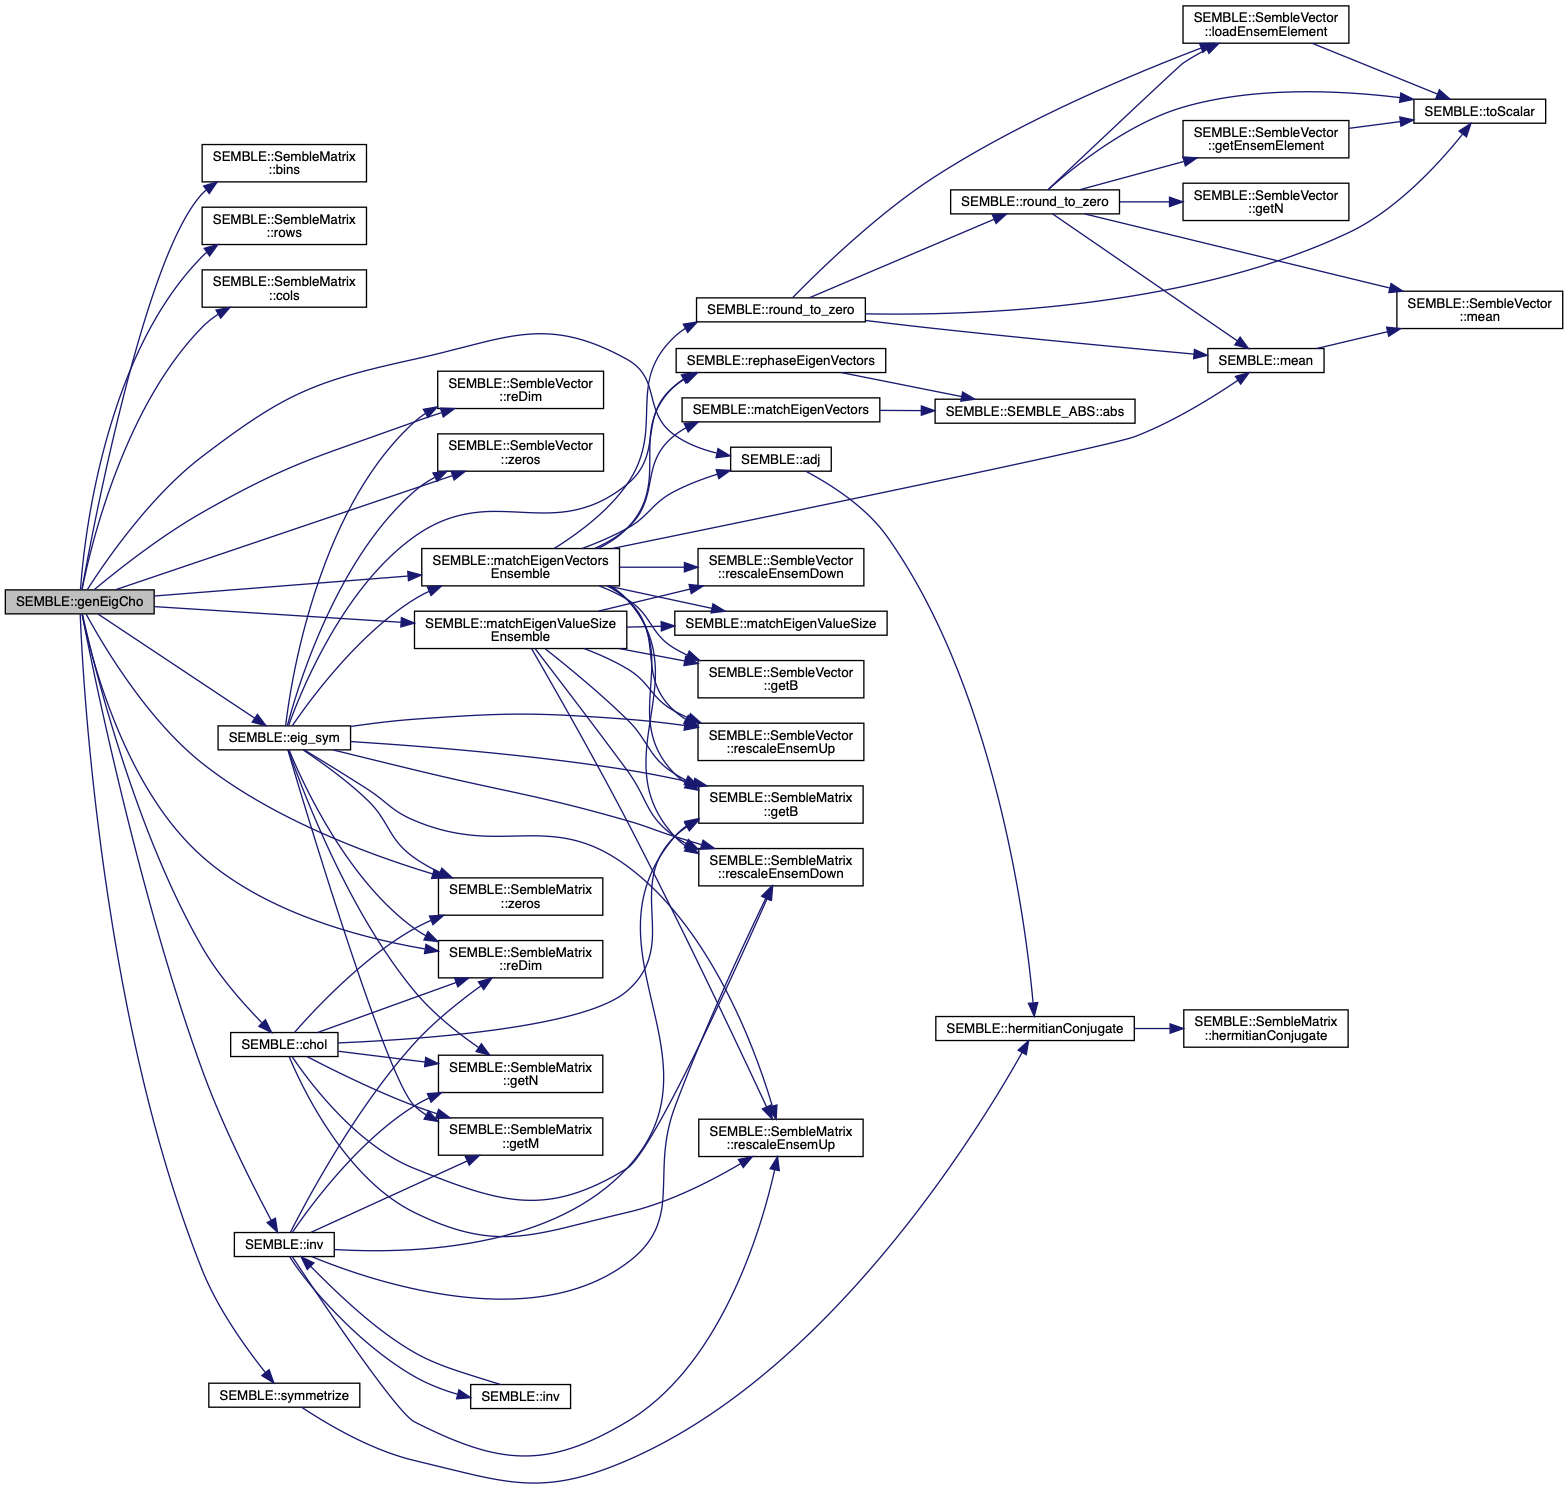 SEMBLE::SembleVector
::loadEnsemElement
SEMBLE::toScalar
SEMBLE::SembleVector
::getEnsemElement
SEMBLE::SembleMatrix
::bins
SEMBLE::round_to_zero
SEMBLE::SembleVector
::getN
SEMBLE::SembleMatrix
::rows
SEMBLE::SembleMatrix
::cols
SEMBLE::round_to_zero
SEMBLE::SembleVector
::mean
SEMBLE::mean
SEMBLE::rephaseEigenVectors
SEMBLE::SembleVector
::reDim
SEMBLE::matchEigenVectors
SEMBLE::SEMBLE_ABS::abs
SEMBLE::SembleVector
::zeros
SEMBLE::adj
SEMBLE::matchEigenVectors
Ensemble
SEMBLE::SembleVector
::rescaleEnsemDown
SEMBLE::genEigCho
SEMBLE::matchEigenValueSize
Ensemble
SEMBLE::matchEigenValueSize
SEMBLE::SembleVector
::getB
SEMBLE::eig_sym
SEMBLE::SembleVector
::rescaleEnsemUp
SEMBLE::SembleMatrix
::getB
SEMBLE::SembleMatrix
::rescaleEnsemDown
SEMBLE::SembleMatrix
::zeros
SEMBLE::SembleMatrix
::reDim
SEMBLE::hermitianConjugate
SEMBLE::SembleMatrix
::hermitianConjugate
SEMBLE::chol
SEMBLE::SembleMatrix
::getN
SEMBLE::SembleMatrix
::getM
SEMBLE::SembleMatrix
::rescaleEnsemUp
SEMBLE::inv
SEMBLE::symmetrize
SEMBLE::inv